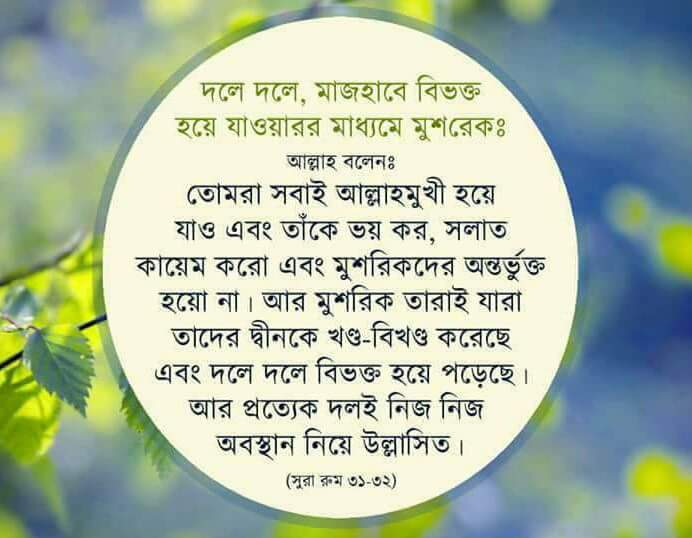 দলে দলে, মাজহাবে বিভক্ত
হয়ে যাওয়ারর মাধ্যমে মুশরেকঃ
আল্লাহ বলেনঃ
তোমরা সবাই আল্লাহমুখী হয়ে
যাও এবং তাঁকে ভয় কর, সলাত
কায়েম করো এবং মুশরিকদের অন্তর্ভুক্ত
হয়ো না। আর মুশরিক তারাই যারা
তাদের দ্বীনকে খণ্ড-বিখণ্ড করেছে
এবং দলে দলে বিভক্ত হয়ে পড়েছে।
আর প্রত্যেক দলই নিজ নিজ
অবস্থান নিয়ে উল্লাসিত।
(সুরা রুম ৩১-৩২)